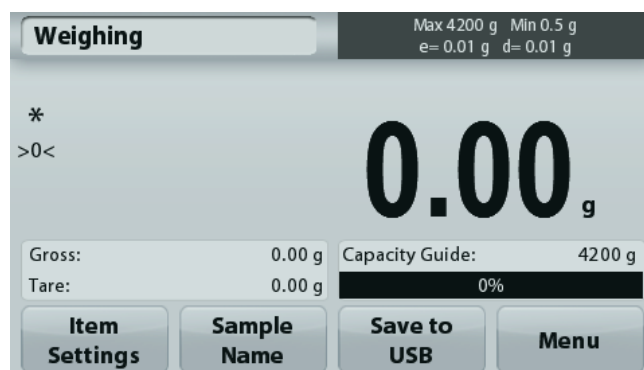 Weighing
Max 4200 g Min 0.5 g
e= 0.01 g d= 0.01 g
*
>0<
0.00 g
Gross: 0.00 g
Tare: 0.00 g
Capacity Guide: 4200 g
0%
Item
Settings
Sample
Name
Save to
USB
Menu